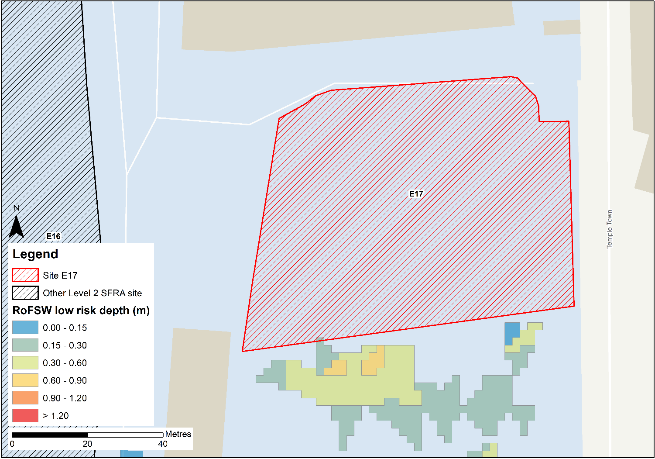 E17
Temple Town
N
E16
Legend
Site E17
Other Level 2 SFRA site
RoFSW low risk depth (m)
0.00 - 0.15
0.15 - 0.30
0.30 - 0.60
0.60 - 0.90
0.90 - 1.20
> 1.20
Metres
0 20 40